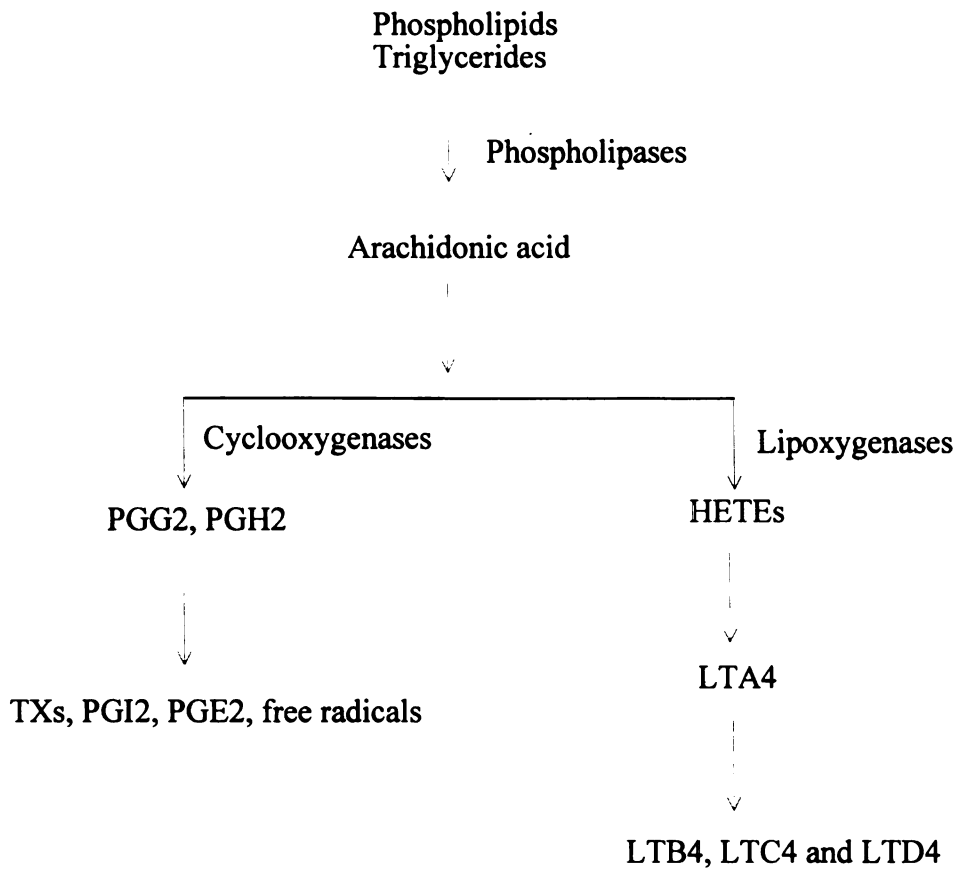 Phospholipids
Triglycerides
Phospholipases
Arachidonic acid
Cyclooxygenases
Lipoxygenases
PGG2, PGH2
HETEs
LTA4
TXs, PGI2, PGE2, free radicals
LTB4, LTC4 and LTD4